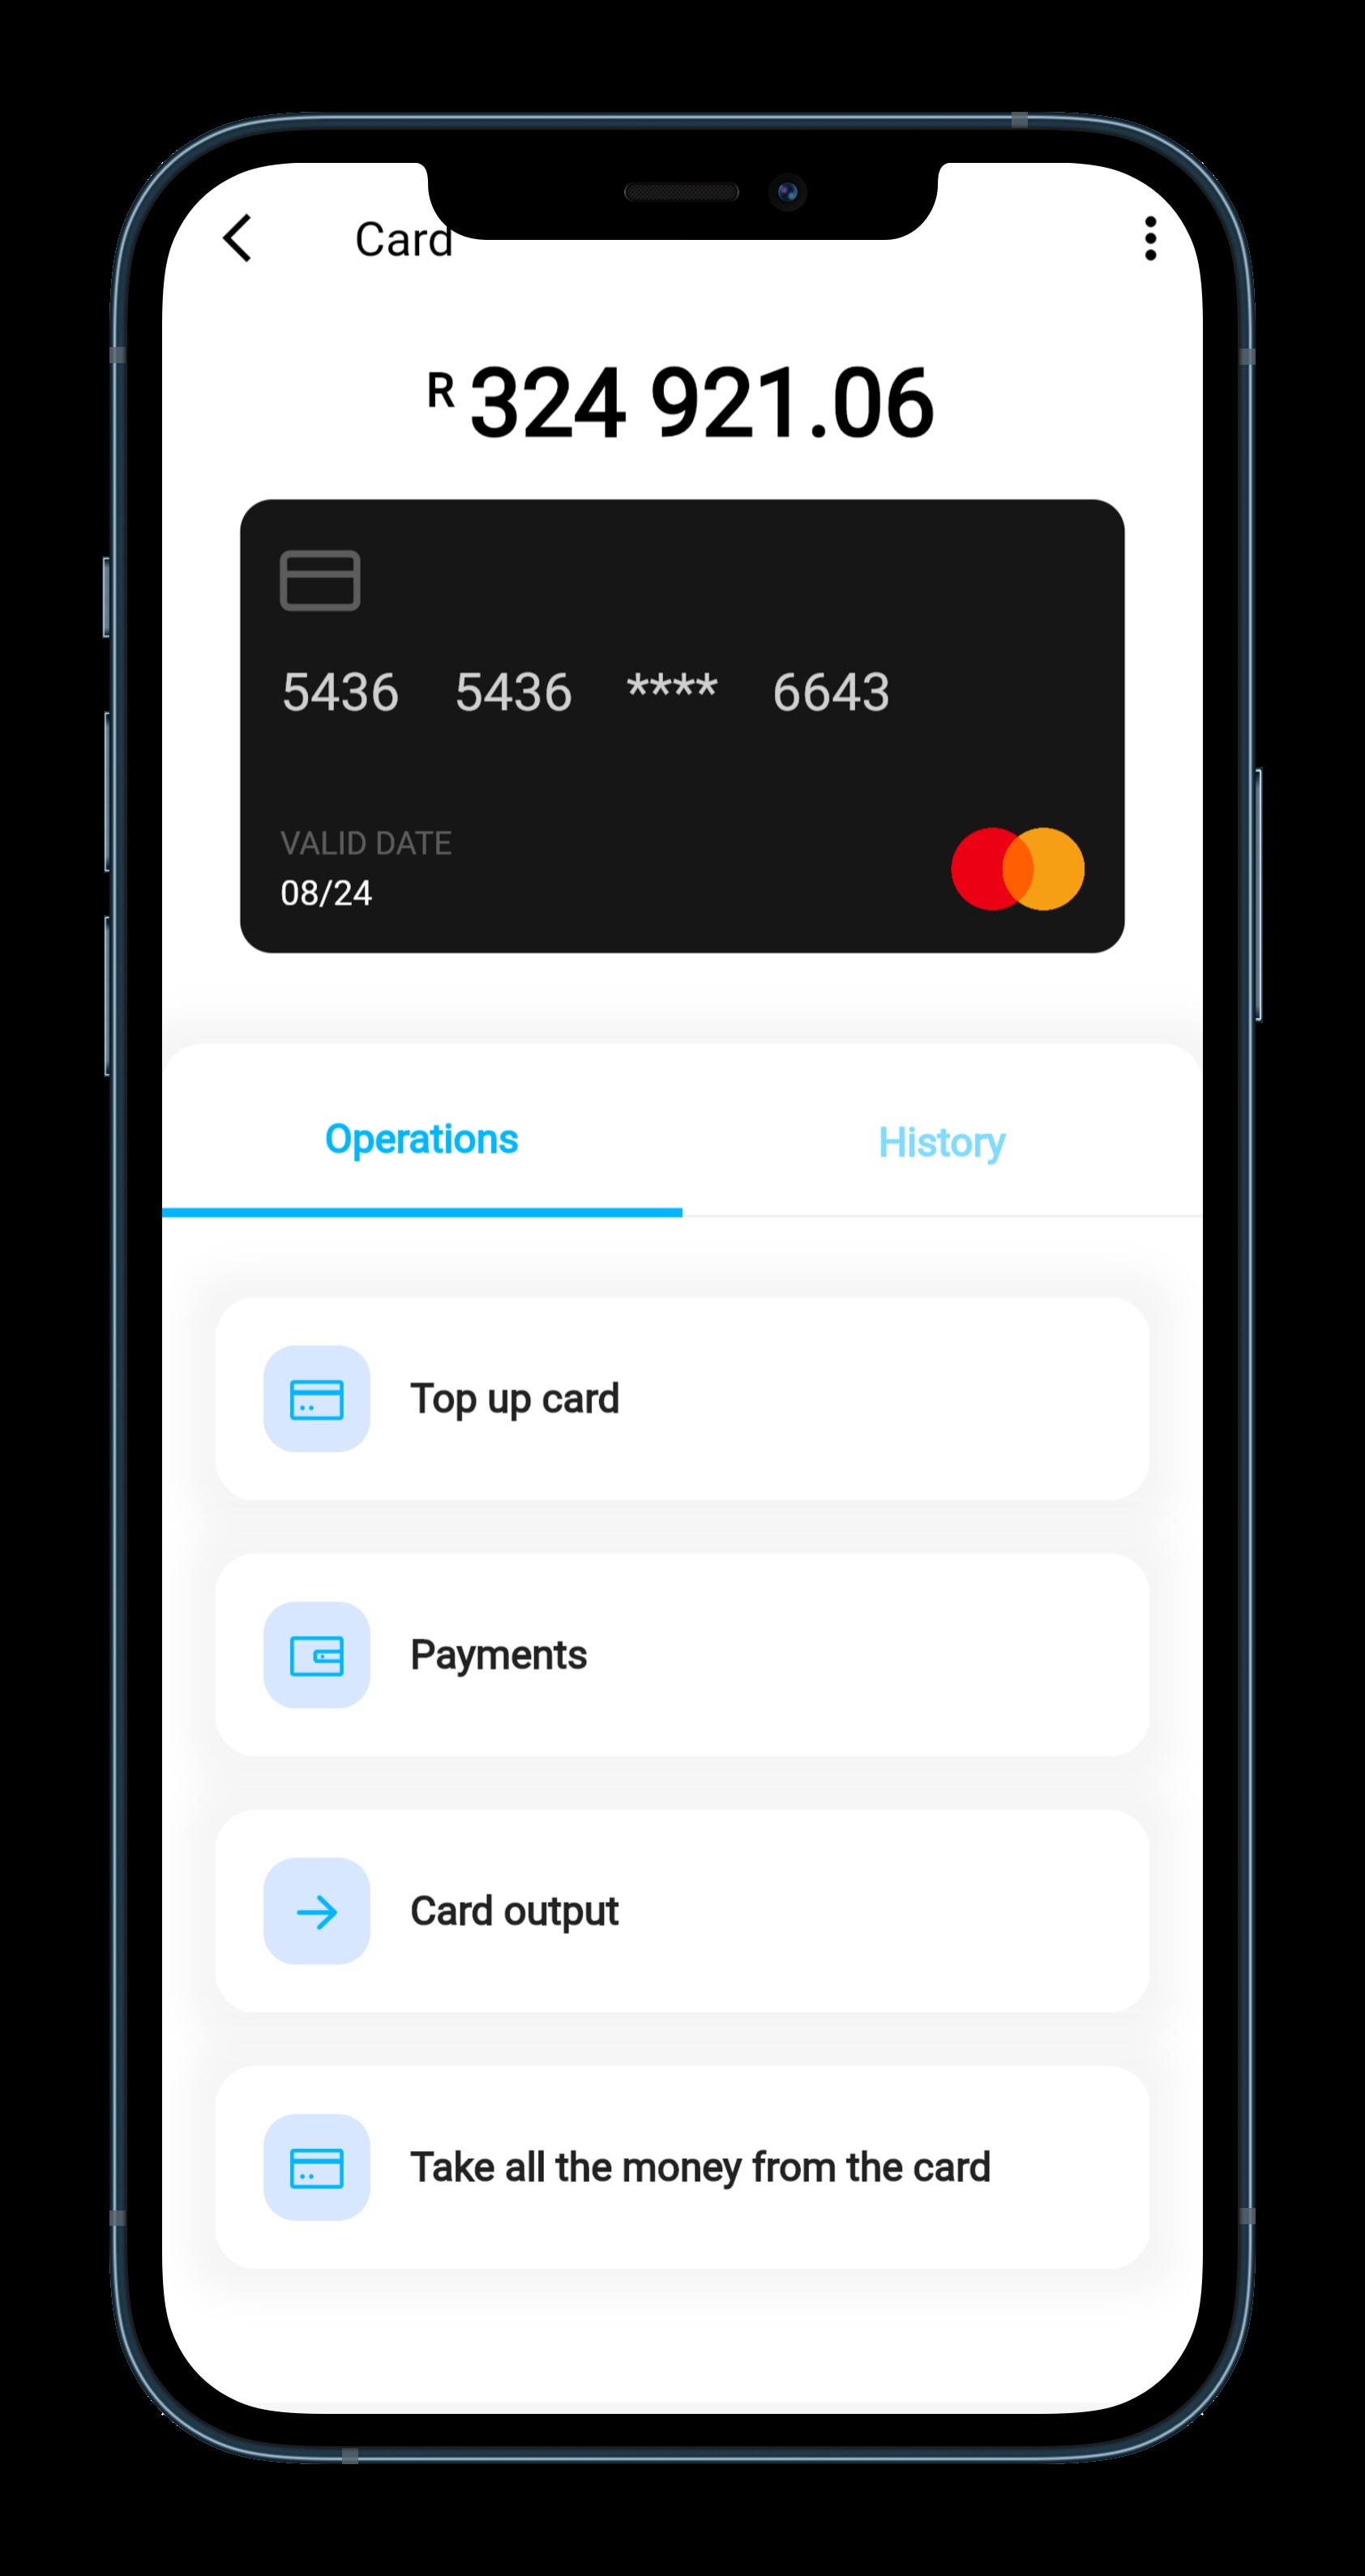 Card
R 324 921.06
5436 5436 **** 6643
VALID DATE
08/24
Operations History
Top up card
Payments
Card output
Take all the money from the card